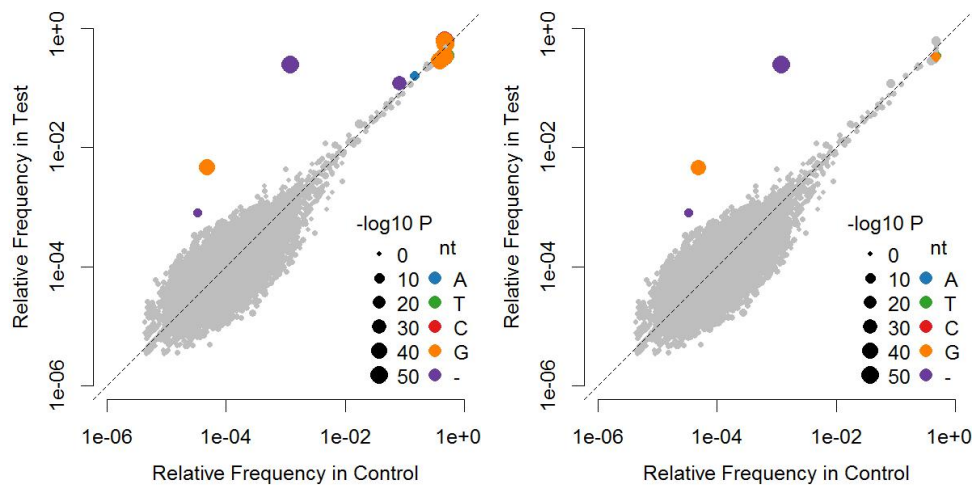 1e+0
1e-02
1e-04
1e-06
Relative Frequency in Test
-log10 P
nt
0
10 A
20 T
30 C
40 G
50 -
1e-06 1e-04 1e-02 1e+0
Relative Frequency in Control
1e+0
1e-02
1e-04
1e-06
Relative Frequency in Test
-log10 P
nt
0
10 A
20 T
30 C
40 G
50 -
1e-06 1e-04 1e-02 1e+0
Relative Frequency in Control